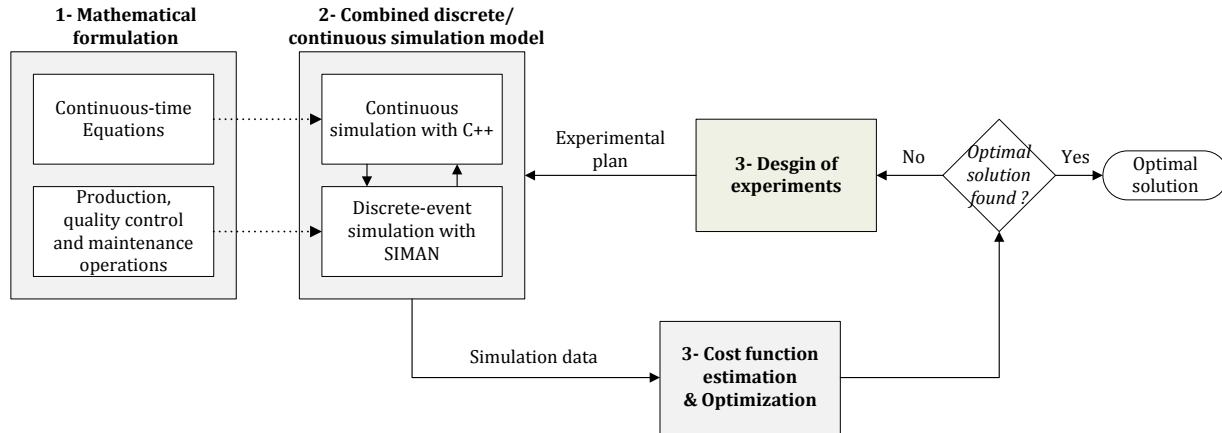 1- Mathematical
formulation
Continuous-time
Equations
Production,
quality control
and maintenance
operations
2- Combined discrete/
continuous simulation model
Continuous
simulation with C++
Discrete-event
simulation with
SIMAN
Experimental
plan
3- Desgin of
experiments
No
Optimal
solution
found ?
Yes
Optimal
solution
Simulation data
3- Cost function
estimation
& Optimization